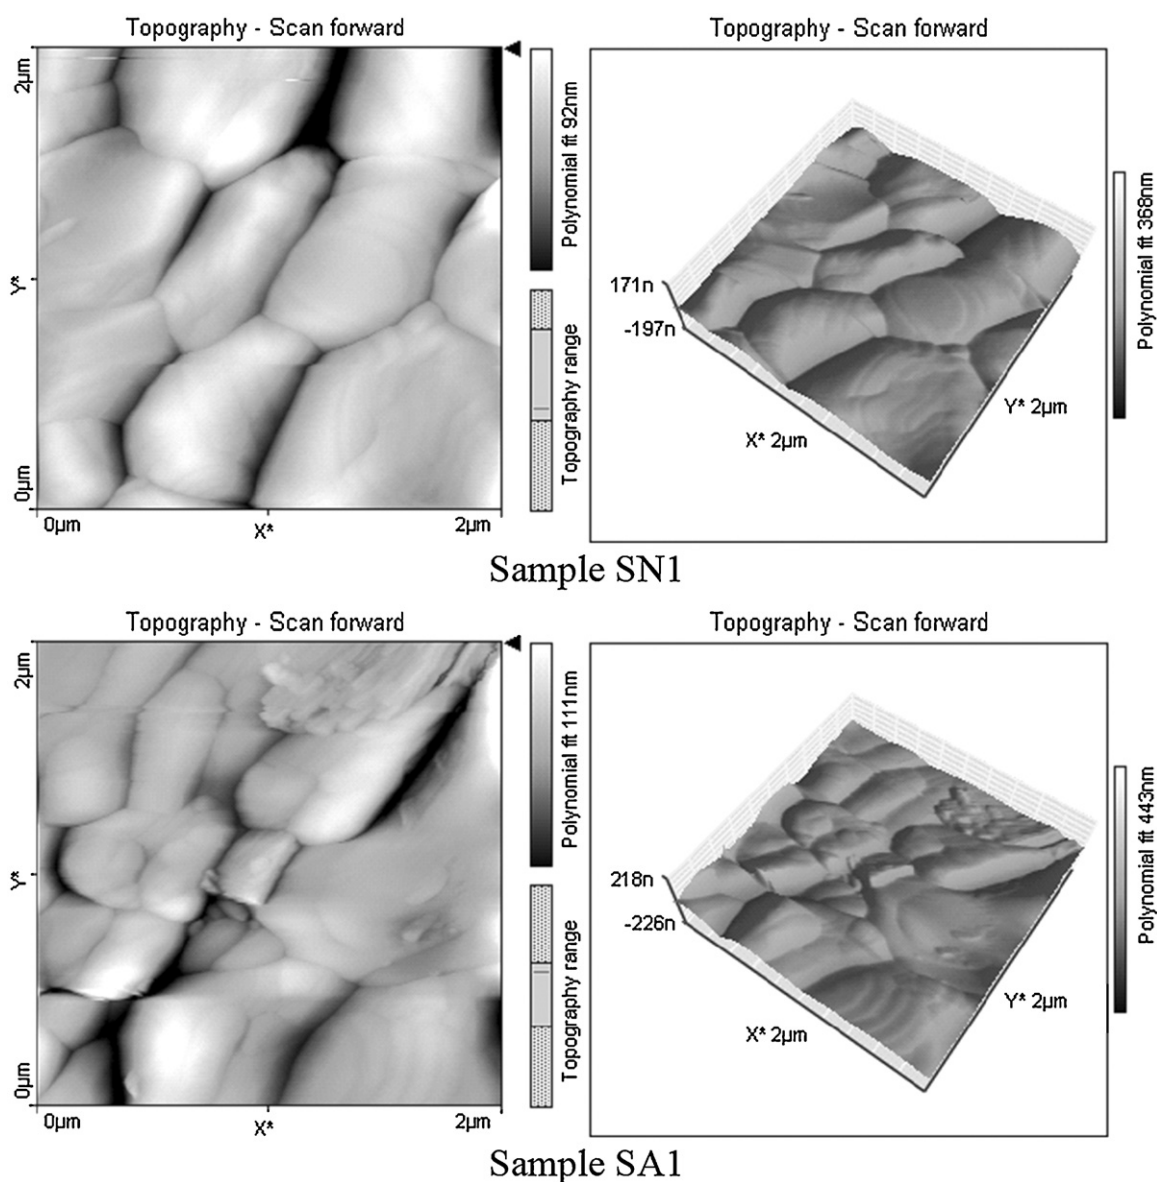 Topography - Scan forward
2µm
Y*
0µm
0µm
X*
2µm
Polynomial fit 92nm
Topography range
Topography - Scan forward
171n
-197n
X* 2µm
Y* 2µm
Polynomial fit 368nm
Sample SN1
Topography - Scan forward
2µm
Y*
0µm
0µm
X*
2µm
Polynomial fit 111nm
Topography range
Topography - Scan forward
218n
-226n
X* 2µm
Y* 2µm
Polynomial fit 443nm
Sample SA1